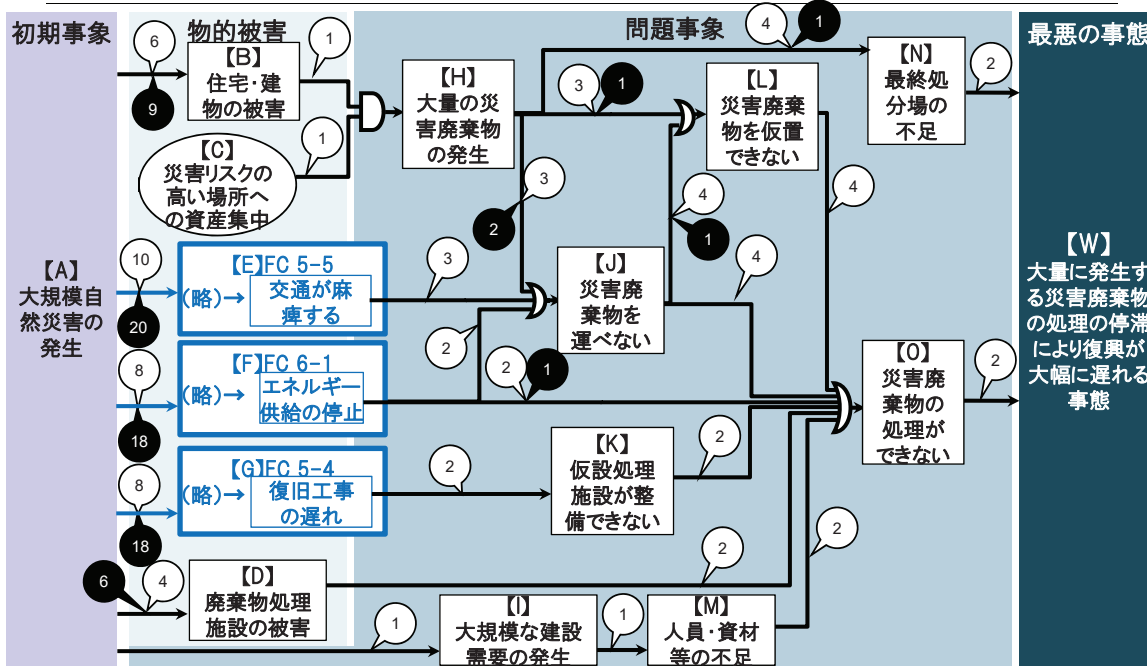 初期事象
物的被害
問題事象
最悪の事態
【A】
大規模自
然災害の
発生
6
9
【B】
住宅・建
物の被害
1
【C】
災害リスクの
高い場所へ
の資産集中
1
【H】
大量の災
害廃棄物
の発生
4
1
3
1
【L】
災害廃棄
物を仮置
できない
【N】
最終処
分場の
不足
2
3
2
4
1
4
10
20
【E】FC 5-5
(略)→
交通が麻
痺する
3
【J】
災害廃
棄物を
運べない
4
8
18
【F】FC 6-1
(略)→
エネルギー
供給の停止
2
2
1
8
18
【G】FC 5-4
(略)→
復旧工事
の遅れ
2
【K】
仮設処理
施設が整
備できない
2
【O】
災害廃
棄物の
処理が
できない
2
6
4
【D】
廃棄物処理
施設の被害
2
1
【I】
大規模な建設
需要の発生
1
【M】
人員・資材
等の不足
2
【W】
大量に発生す
る災害廃棄物
の処理の停滞
により復興が
大幅に遅れる
事態